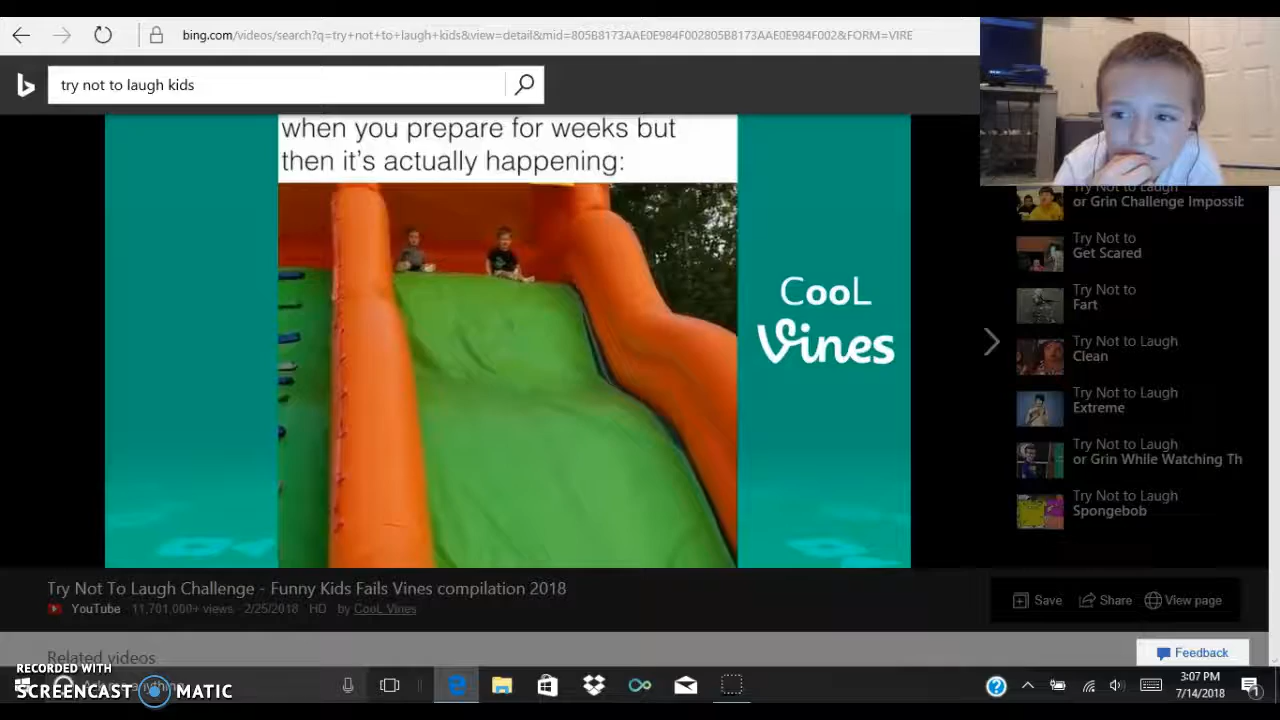 bing.com/videos/search?q=try+not+to+laugh+kids&view=detail&mid=805B8173AAE0E984F002805B8173AAE0E984F002&FORM=VIRE
try not to laugh kids
when you prepare for weeks but
then it's actually happening:
CooL
Vines
Try Not to Laugh
or Grin Challenge Impossib
Try Not to
Get Scared
Try Not to
Fart
Try Not to Laugh
Clean
Try Not to Laugh
Extreme
Try Not to Laugh
or Grin While Watching Th
Try Not to Laugh
Spongebob
Try Not To Laugh Challenge - Funny Kids Fails Vines compilation 2018
YouTube 11,701,000+ views · 2/25/2018 HD by CooL Vines
Save Share View page
Related videos
Feedback
RECORDED WITH
SCREENCAST MATIC
3:07 PM
7/14/2018
1